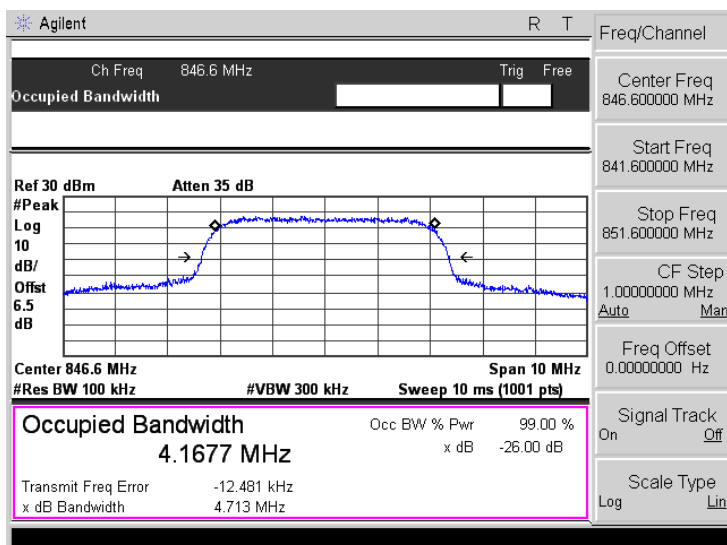 Agilent R T
Ch Freq 846.6 MHz Trig Free
Occupied Bandwidth
Ref 30 dBm Atten 35 dB
#Peak
Log
10
dB/
Offst
6.5
dB
Center 846.6 MHz Span 10 MHz
#Res BW 100 kHz #VBW 300 kHz Sweep 10 ms (1001 pts)
Occupied Bandwidth Occ BW % Pwr 99.00 %
4.1677 MHz x dB -26.00 dB
Transmit Freq Error -12.481 kHz
x dB Bandwidth 4.713 MHz
Freq/Channel
Center Freq
846.600000 MHz
Start Freq
841.600000 MHz
Stop Freq
851.600000 MHz
CF Step
1.00000000 MHz
Auto Man
Freq Offset
0.00000000 Hz
Signal Track
On Off
Scale Type
Log Lin